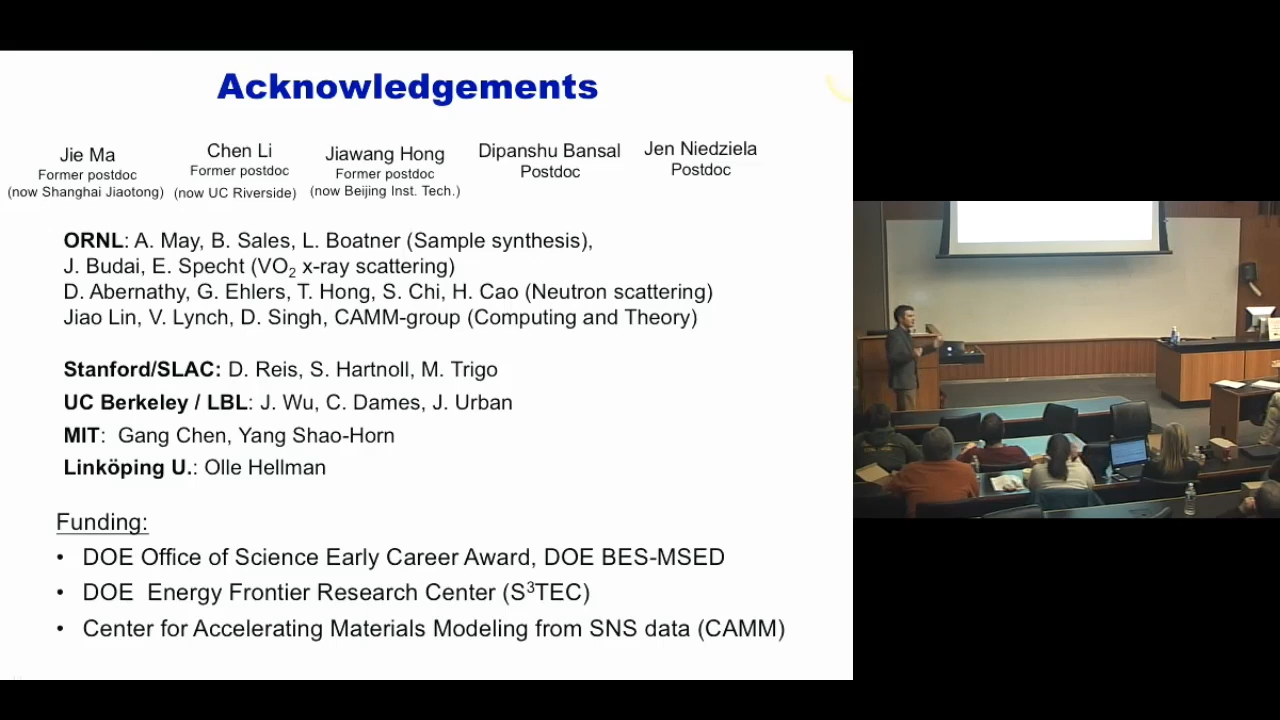 Acknowledgements
Jie Ma
Former postdoc
(now Shanghai Jiaotong)
Chen Li
Former postdoc
(now UC Riverside)
Jiawang Hong
Former postdoc
(now Beijing Inst. Tech.)
Dipanshu Bansal
Postdoc
Jen Niedziela
Postdoc
ORNL: A. May, B. Sales, L. Boatner (Sample synthesis),
J. Budai, E. Specht (VO2 x-ray scattering)
D. Abernathy, G. Ehlers, T. Hong, S. Chi, H. Cao (Neutron scattering)
Jiao Lin, V. Lynch, D. Singh, CAMM-group (Computing and Theory)
Stanford/SLAC: D. Reis, S. Hartnoll, M. Trigo
UC Berkeley / LBL: J. Wu, C. Dames, J. Urban
MIT:  Gang Chen, Yang Shao-Horn
Linköping U.: Olle Hellman
Funding:
• DOE Office of Science Early Career Award, DOE BES-MSED
• DOE  Energy Frontier Research Center (S3TEC)
• Center for Accelerating Materials Modeling from SNS data (CAMM)